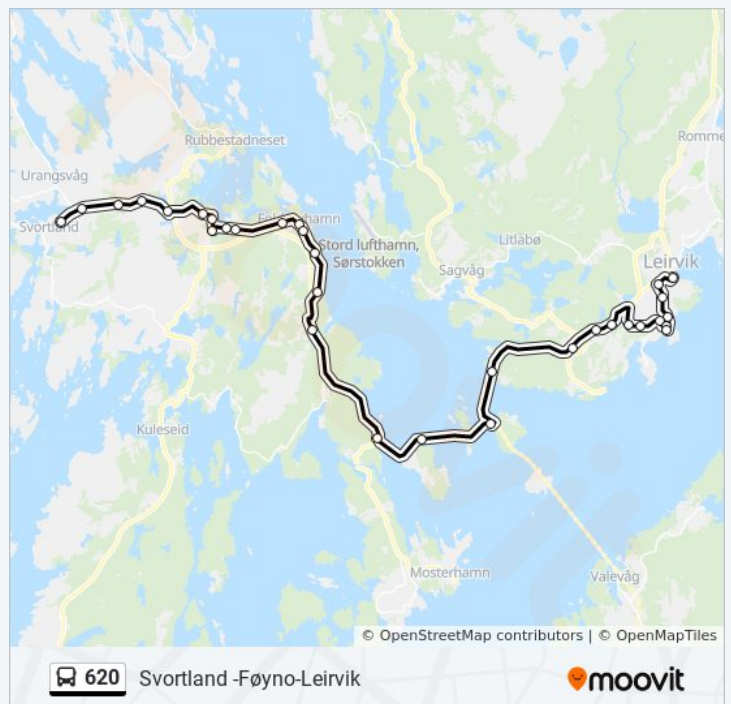 Rubbestadneset
Romme
Urangsvåg
Svortland
Stord lufthamn,
Sørstokken
Litlabø
Leirvik
Sagvåg
Kuleseid
Mosterhamn
Valevåg
© OpenStreetMap contributors | © OpenMapTiles
620 Svortland -Føyno-Leirvik
moovit